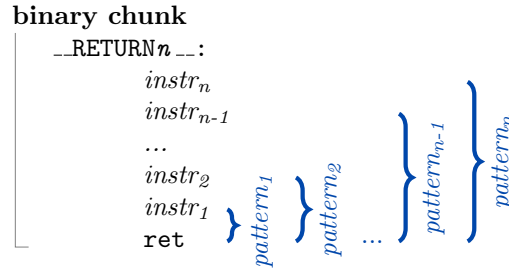 binary chunk
__RETURNn__:
instrₙ
instrₙ₋₁
...
instr₂
instr₁
ret
pattern₁
pattern₂
...
patternₙ₋₁
patternₙ